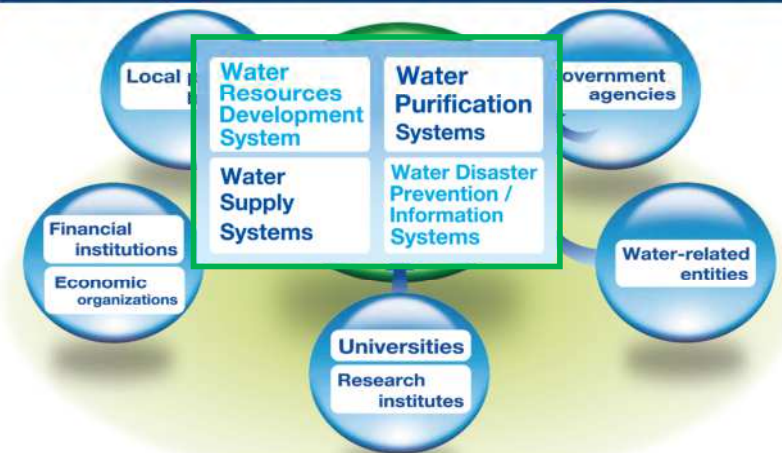 Local
Water
Resources
Development
System
Water
Purification
Systems
Water
Supply
Systems
Water Disaster
Prevention /
Information
Systems
agencies
Financial
institutions
Economic
organizations
Water-related
entities
Universities
Research
institutes